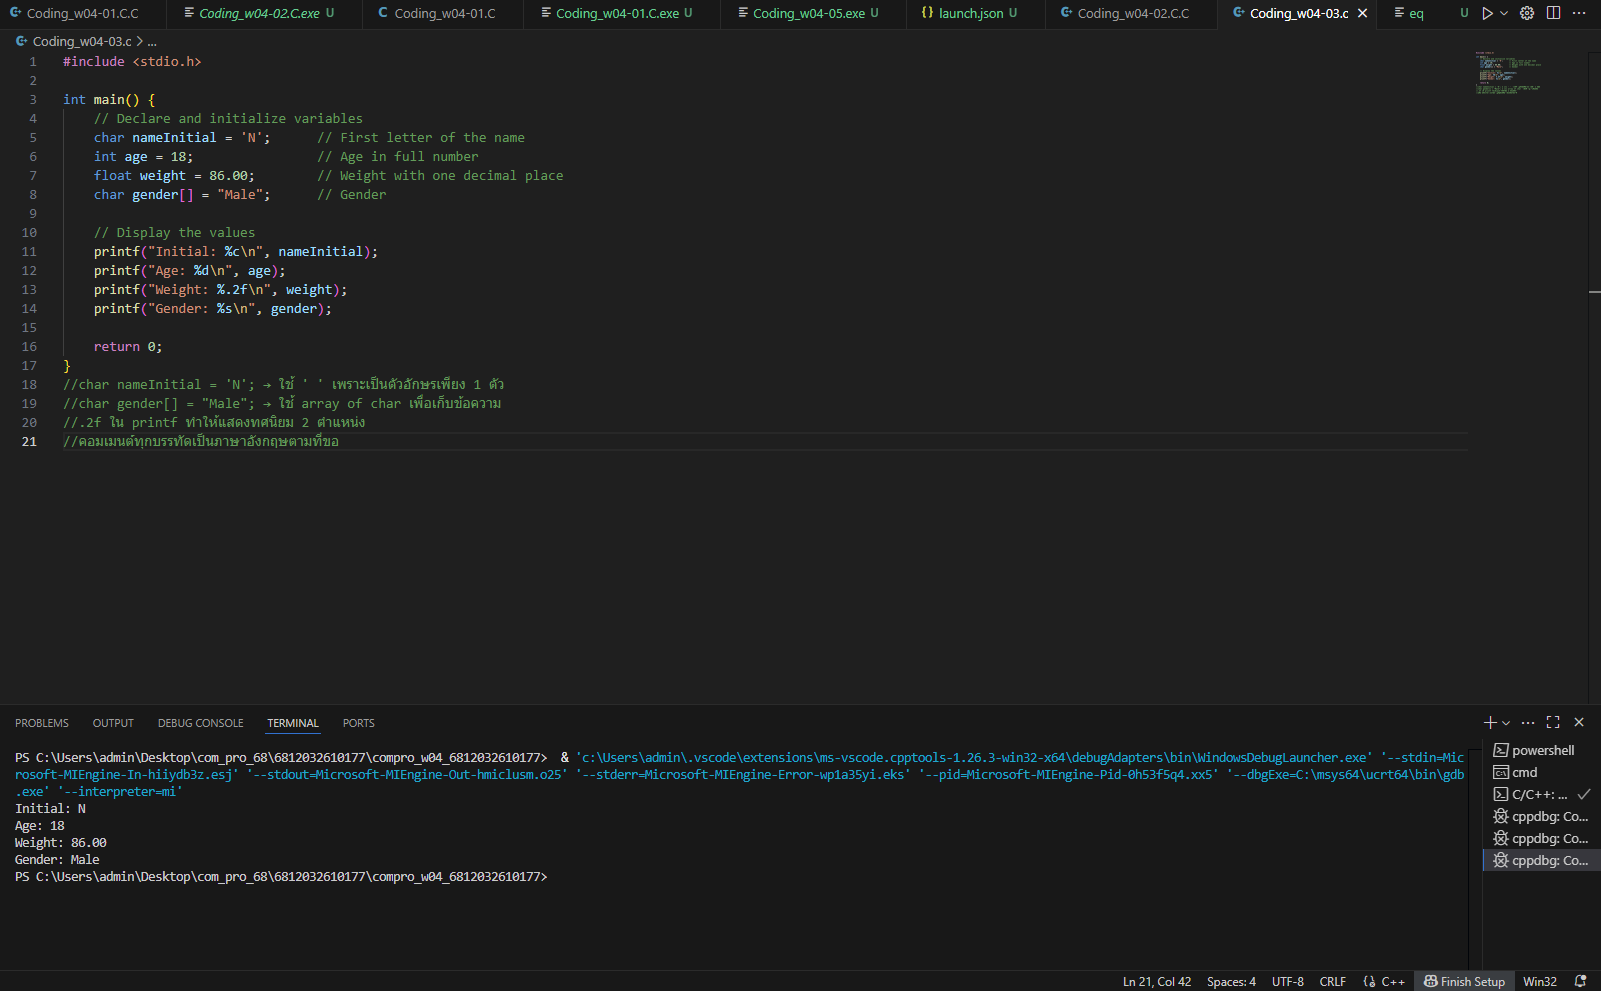 Coding_w04-01.C.C
Coding_w04-02.C.exe U
Coding_w04-01.C
Coding_w04-01.C.exe U
Coding_w04-05.exe U
{} launch.json U
Coding_w04-02.C.C
Coding_w04-03.c
eq U
Coding_w04-03.c > ...
1 #include <stdio.h>
2
3 int main() {
4 // Declare and initialize variables
5 char nameInitial = 'N'; // First letter of the name
6 int age = 18; // Age in full number
7 float weight = 86.00; // Weight with one decimal place
8 char gender[] = "Male"; // Gender
9
10 // Display the values
11 printf("Initial: %c\n", nameInitial);
12 printf("Age: %d\n", age);
13 printf("Weight: %.2f\n", weight);
14 printf("Gender: %s\n", gender);
15
16 return 0;
17 }
18 //char nameInitial = 'N'; → ใช้ ' ' เพราะเป็นตัวอักษรเพียง 1 ตัว
19 //char gender[] = "Male"; → ใช้ array of char เพื่อเก็บข้อความ
20 //.2f ใน printf ทำให้แสดงทศนิยม 2 ตำแหน่ง
21 //คอมเมนต์ทุกบรรทัดเป็นภาษาอังกฤษตามที่ขอ
PROBLEMS OUTPUT DEBUG CONSOLE TERMINAL PORTS
PS C:\Users\admin\Desktop\com_pro_68\6812032610177\compro_w04_6812032610177> & 'c:\Users\admin\.vscode\extensions\ms-vscode.cpptools-1.26.3-win32-x64\debugAdapters\bin\WindowsDebugLauncher.exe' '--stdin=Mic
rosoft-MIEngine-In-hiiydb3z.esj' '--stdout=Microsoft-MIEngine-Out-hmiclusm.o25' '--stderr=Microsoft-MIEngine-Error-wp1a35yi.eks' '--pid=Microsoft-MIEngine-Pid-0h53f5q4.xx5' '--dbgExe=C:\msys64\ucrt64\bin\gdb
.exe' '--interpreter=mi'
Initial: N
Age: 18
Weight: 86.00
Gender: Male
PS C:\Users\admin\Desktop\com_pro_68\6812032610177\compro_w04_6812032610177>
powershell
cmd
C/C++: ...
cppdbg: Co...
cppdbg: Co...
cppdbg: Co...
Ln 21, Col 42 Spaces: 4 UTF-8 CRLF {} C++ Finish Setup Win32